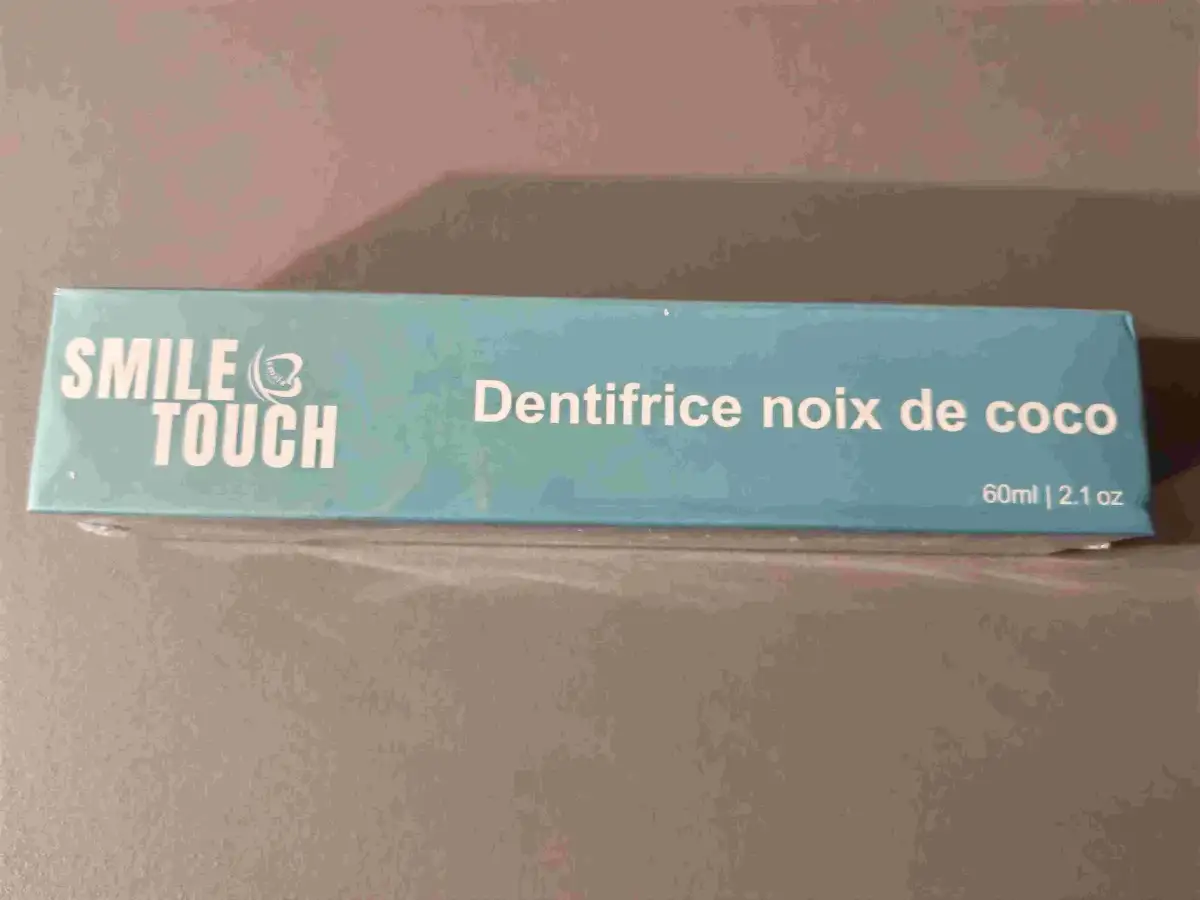 SMILE
TOUCH
Dentifrice noix de coco
60ml | 2.1 oz